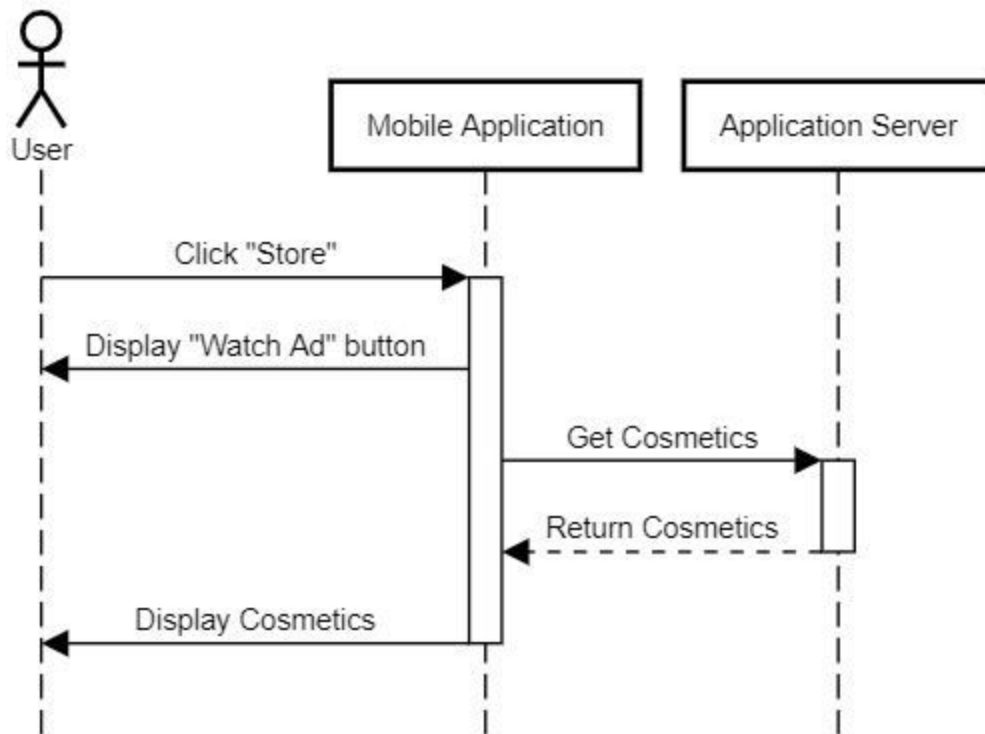 User
Mobile Application
Application Server
Click "Store"
Display "Watch Ad" button
Get Cosmetics
Return Cosmetics
Display Cosmetics